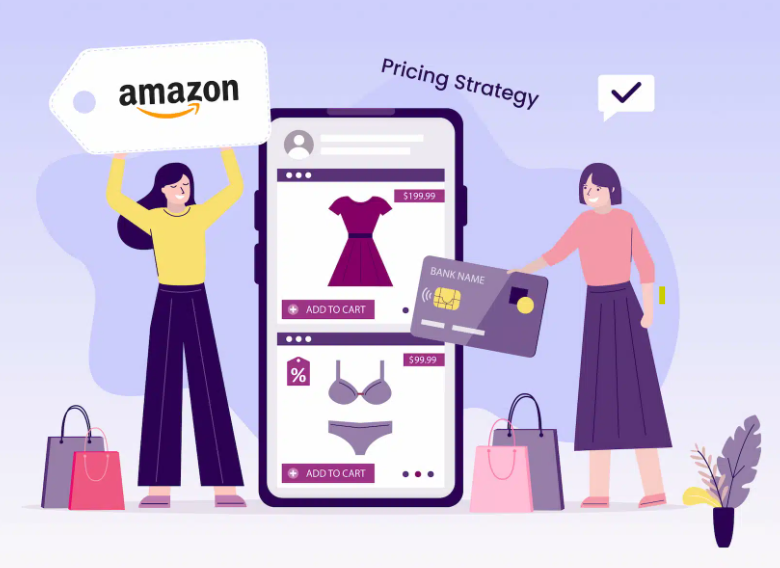 amazon
Pricing Strategy
$199.99
BANK NAME
ADD TO CART
$99.99
%
ADD TO CART